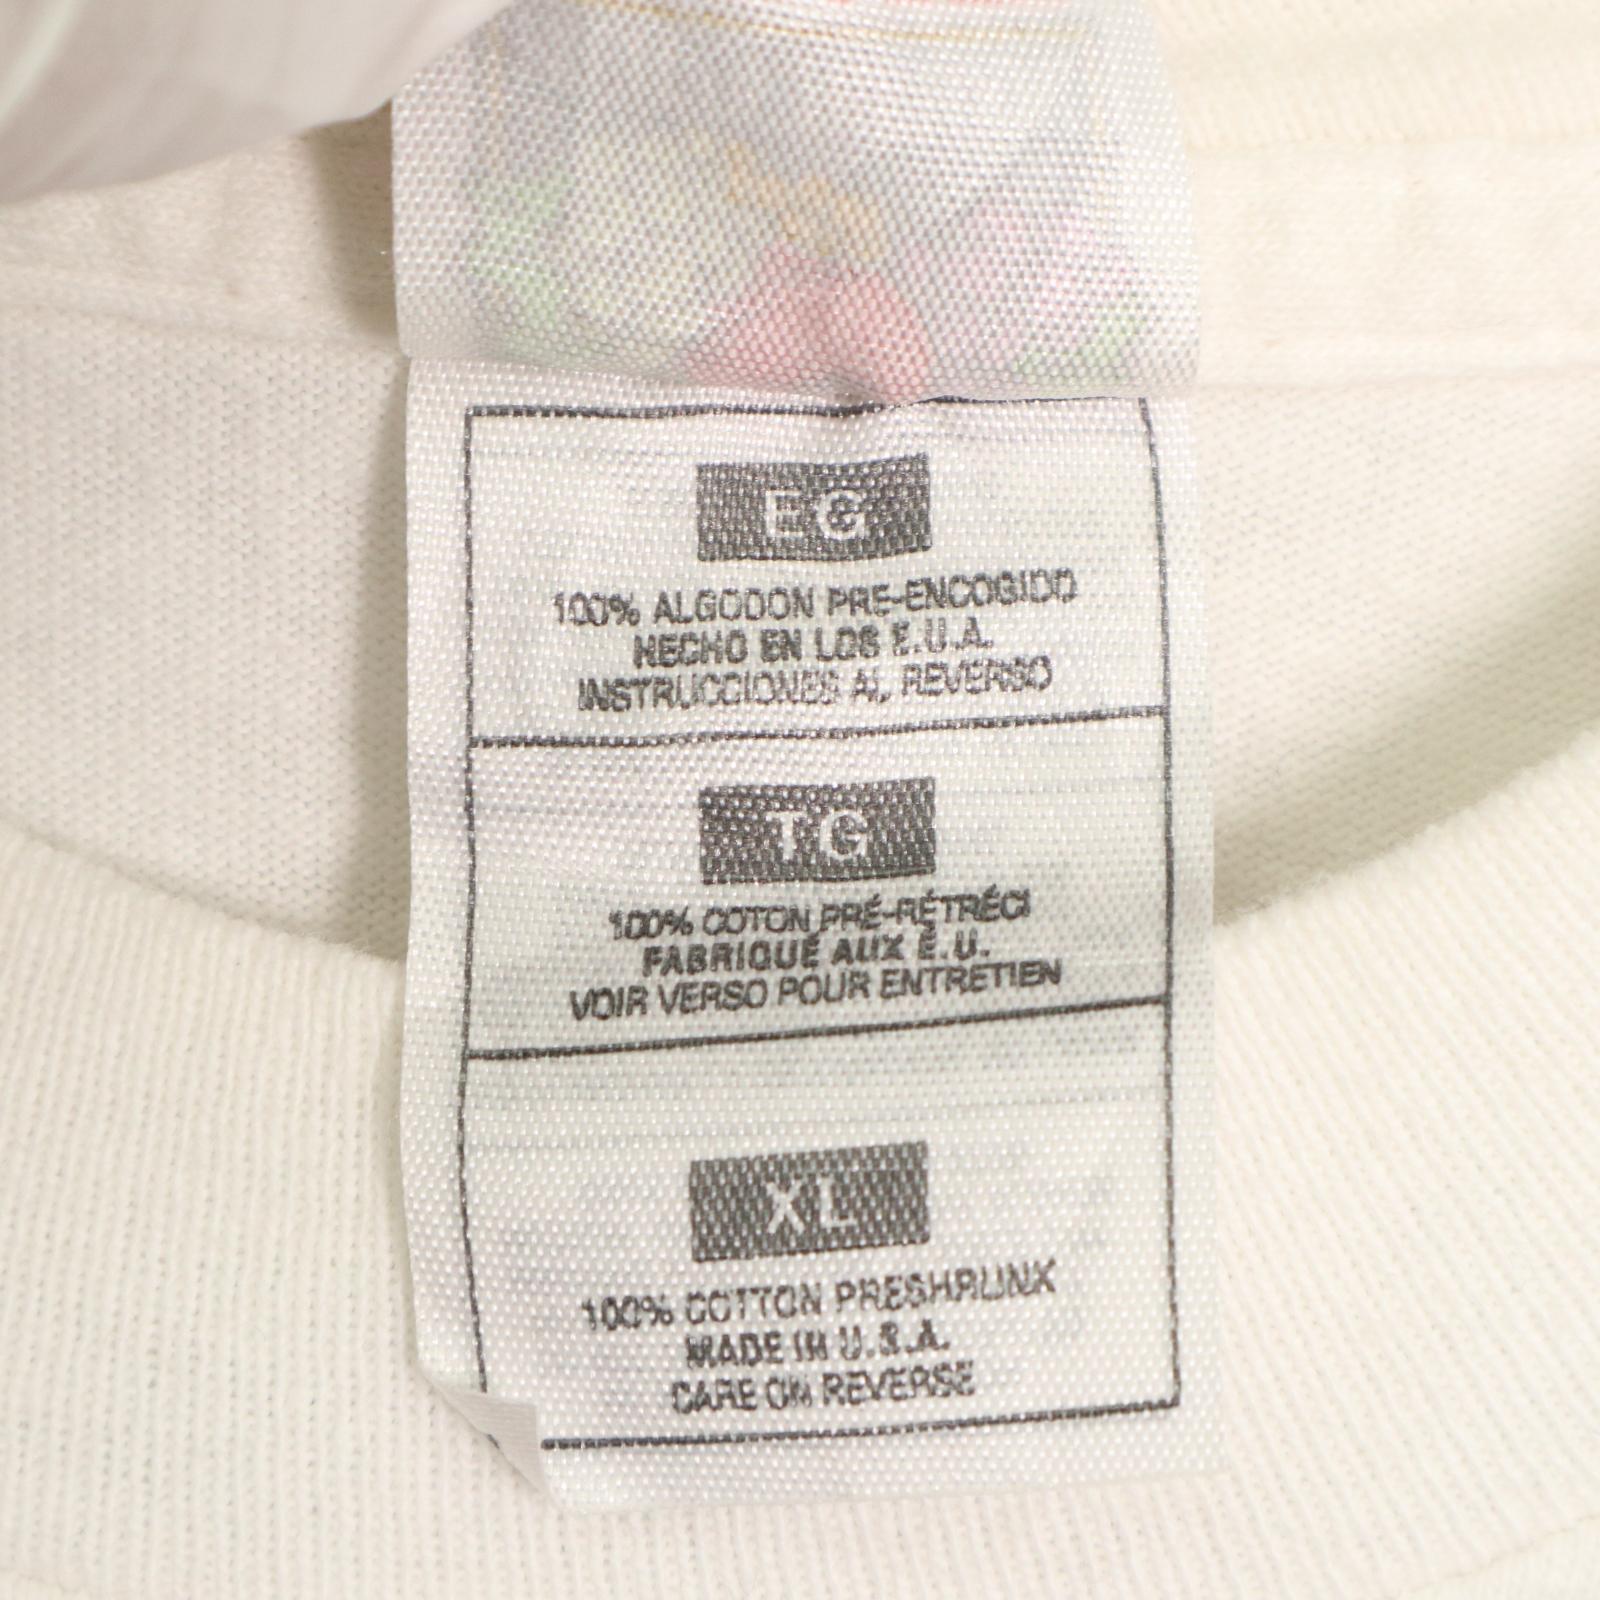 EG
100% ALGODON PRE-ENCOGIDO
HECHO EN LOS E.U.A.
INSTRUCCIONES AL REVERSO
TG
100% COTON PRÉ-RÉTRÉCI
FABRIQUÉ AUX É.U.
VOIR VERSO POUR ENTRETIEN
XL
100% COTTON PRESHRUNK
MADE IN U.S.A.
CARE ON REVERSE